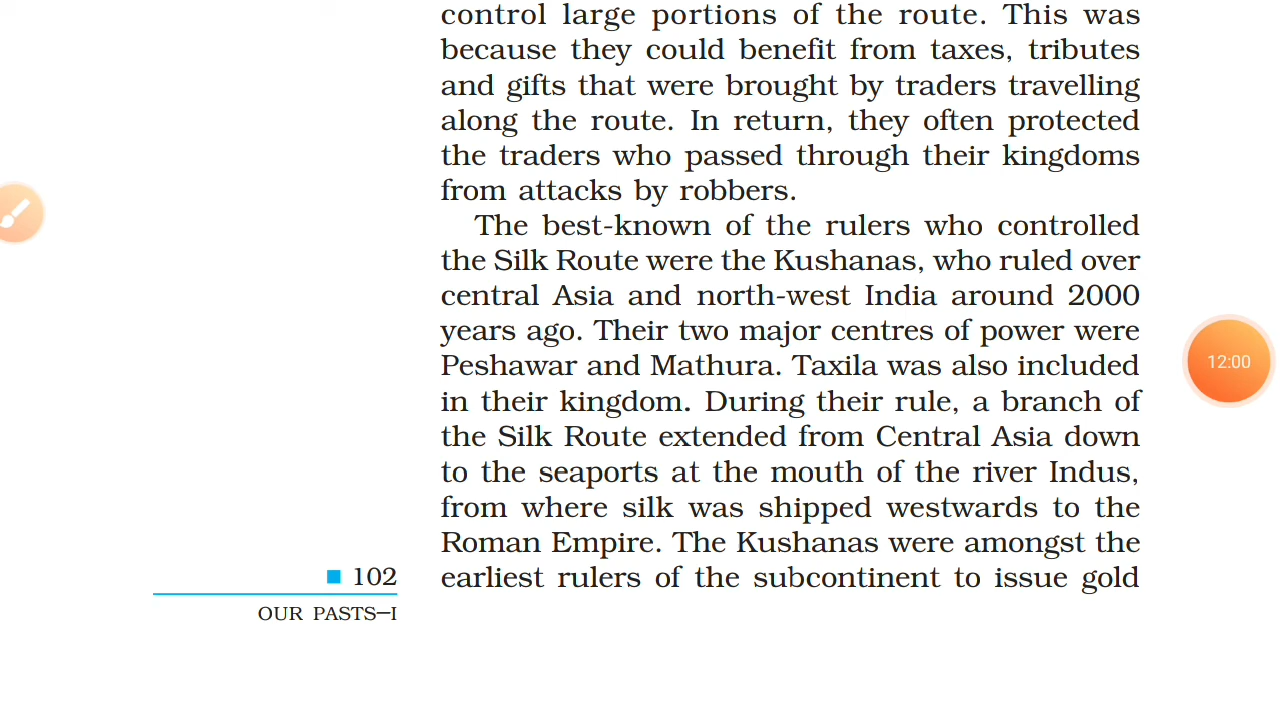 control large portions of the route. This was
because they could benefit from taxes, tributes
and gifts that were brought by traders travelling
along the route. In return, they often protected
the traders who passed through their kingdoms
from attacks by robbers.
The best-known of the rulers who controlled
the Silk Route were the Kushanas, who ruled over
central Asia and north-west India around 2000
years ago. Their two major centres of power were
Peshawar and Mathura. Taxila was also included
in their kingdom. During their rule, a branch of
the Silk Route extended from Central Asia down
to the seaports at the mouth of the river Indus,
from where silk was shipped westwards to the
Roman Empire. The Kushanas were amongst the
earliest rulers of the subcontinent to issue gold
■ 102
OUR PASTS—I
12:00